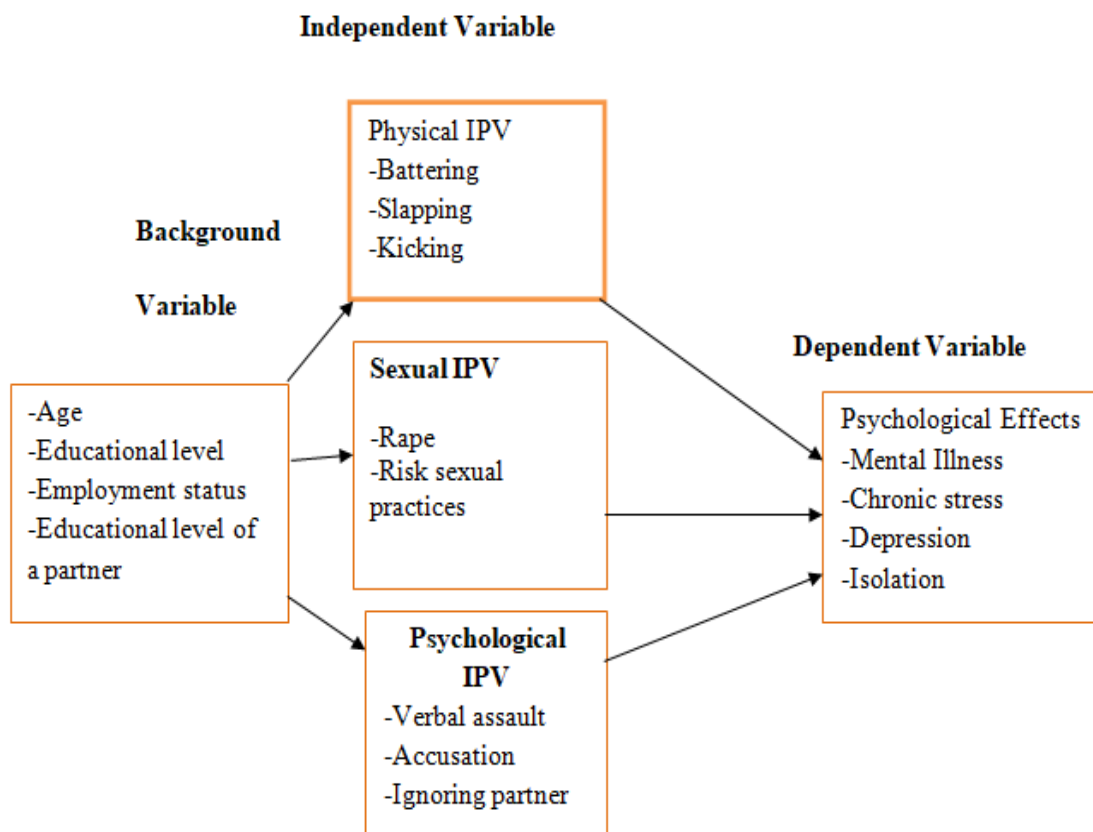 Independent Variable
Physical IPV
-Battering
-Slapping
-Kicking
Background
Variable
Dependent Variable
Sexual IPV
-Rape
-Risk sexual
practices
-Age
-Educational level
-Employment status
-Educational level of
a partner
Psychological Effects
-Mental Illness
-Chronic stress
-Depression
-Isolation
Psychological
IPV
-Verbal assault
-Accusation
-Ignoring partner